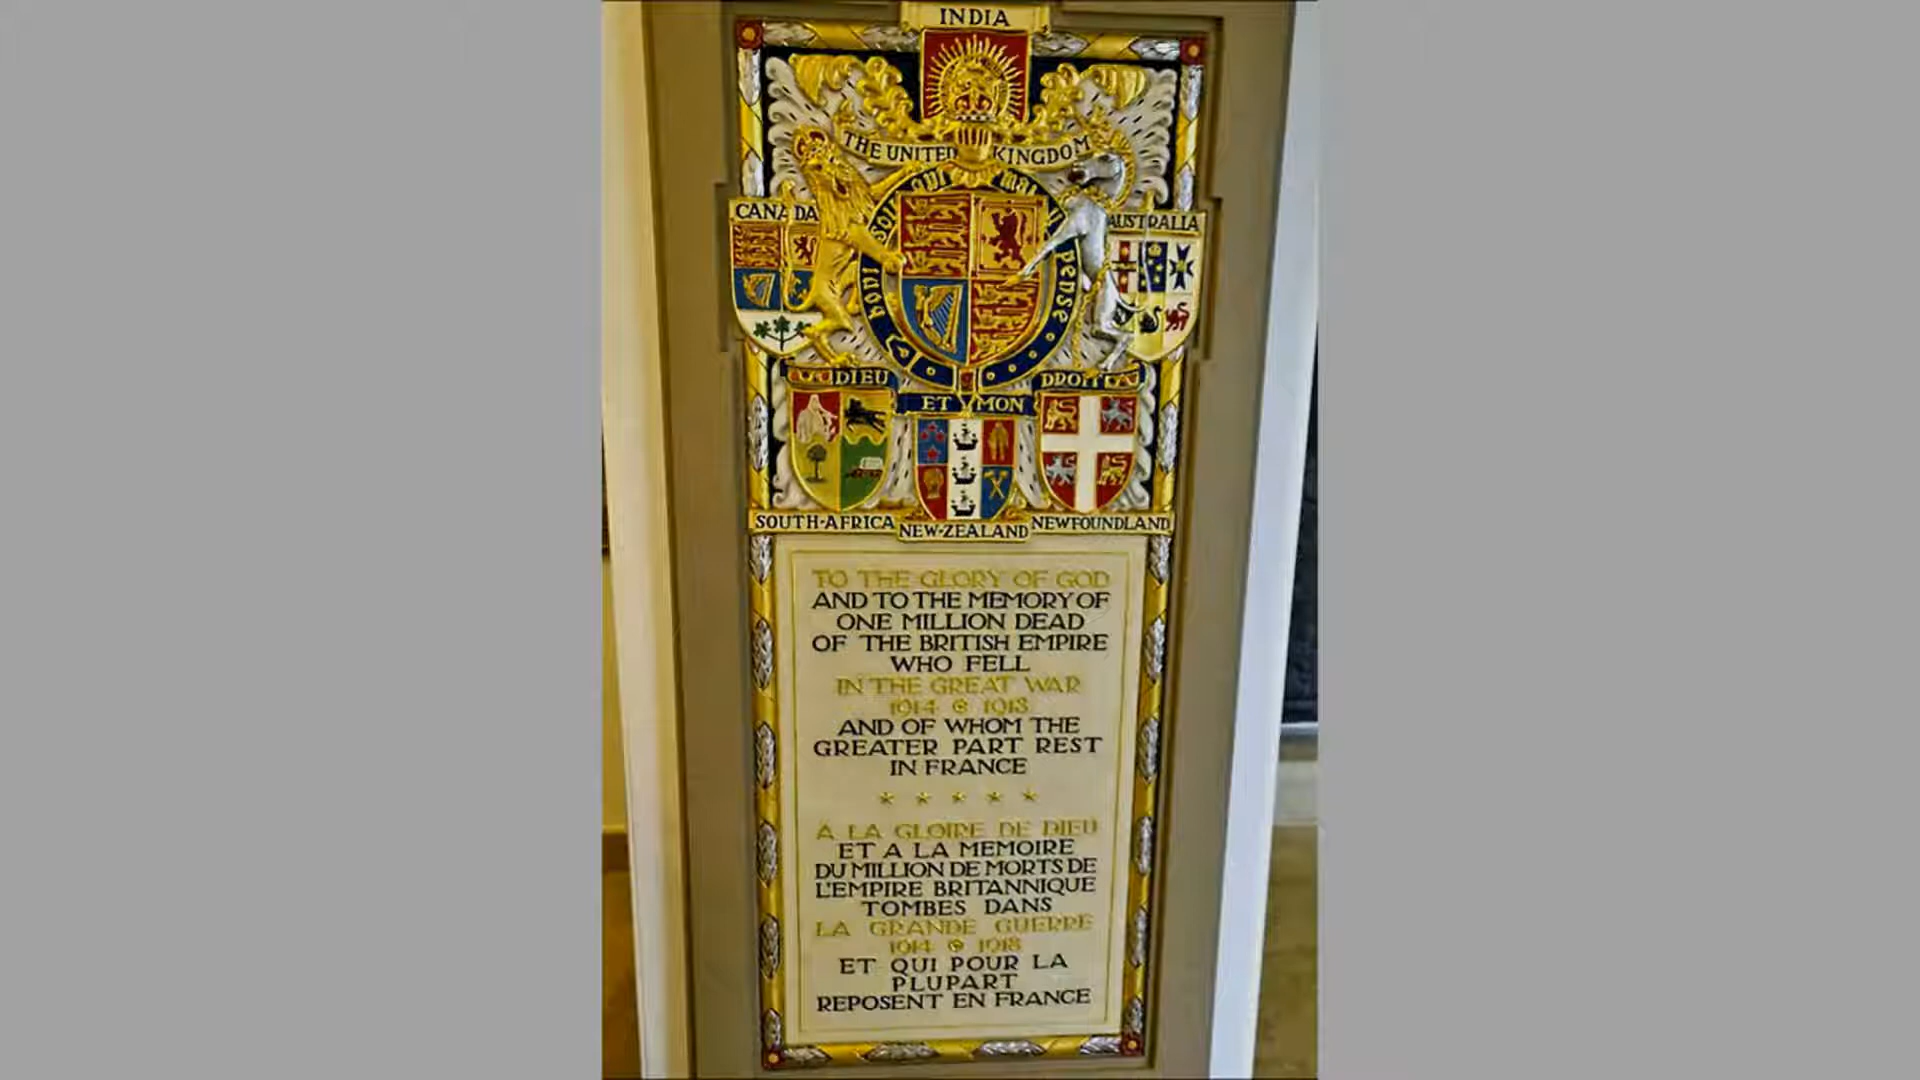 INDIA
THE UNITED KINGDOM
CANADA
AUSTRALIA
honi soit qui mal y pense
DIEU
ET MON
DROIT
SOUTH-AFRICA
NEW-ZEALAND
NEWFOUNDLAND
TO THE GLORY OF GOD
AND TO THE MEMORY OF
ONE MILLION DEAD
OF THE BRITISH EMPIRE
WHO FELL
IN THE GREAT WAR
1914 1918
AND OF WHOM THE
GREATER PART REST
IN FRANCE
A LA GLOIRE DE DIEU
ET A LA MEMOIRE
DU MILLION DE MORTS DE
L'EMPIRE BRITANNIQUE
TOMBES DANS
LA GRANDE GUERRE
1914 1918
ET QUI POUR LA
PLUPART
REPOSENT EN FRANCE